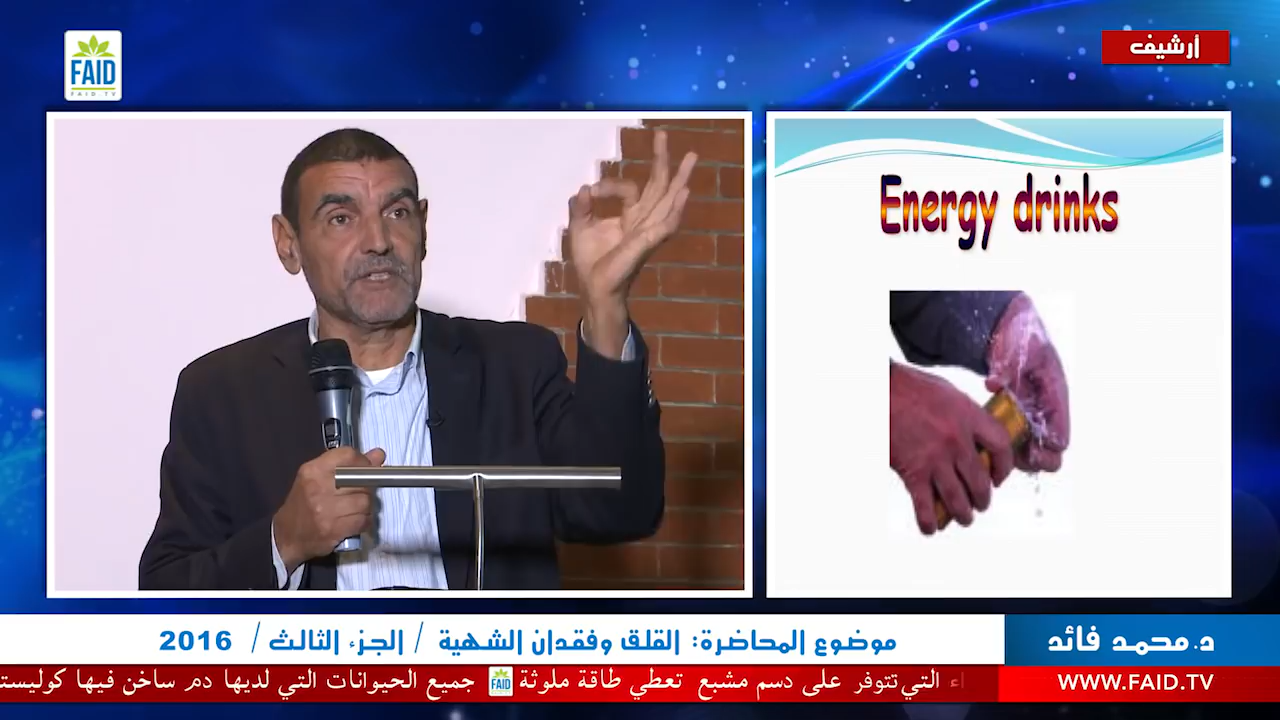 FAID
FAID TV
أرشيف
Energy drinks
د.محمد فائد
موضوع المحاضرة: القلق وفقدان الشهية / الجزء الثالث / 2016
WWW.FAID.TV
التي تتوفر على دسم مشبع تعطي طاقة ملوثة FAID جميع الحيوانات التي لديها دم ساخن فيها